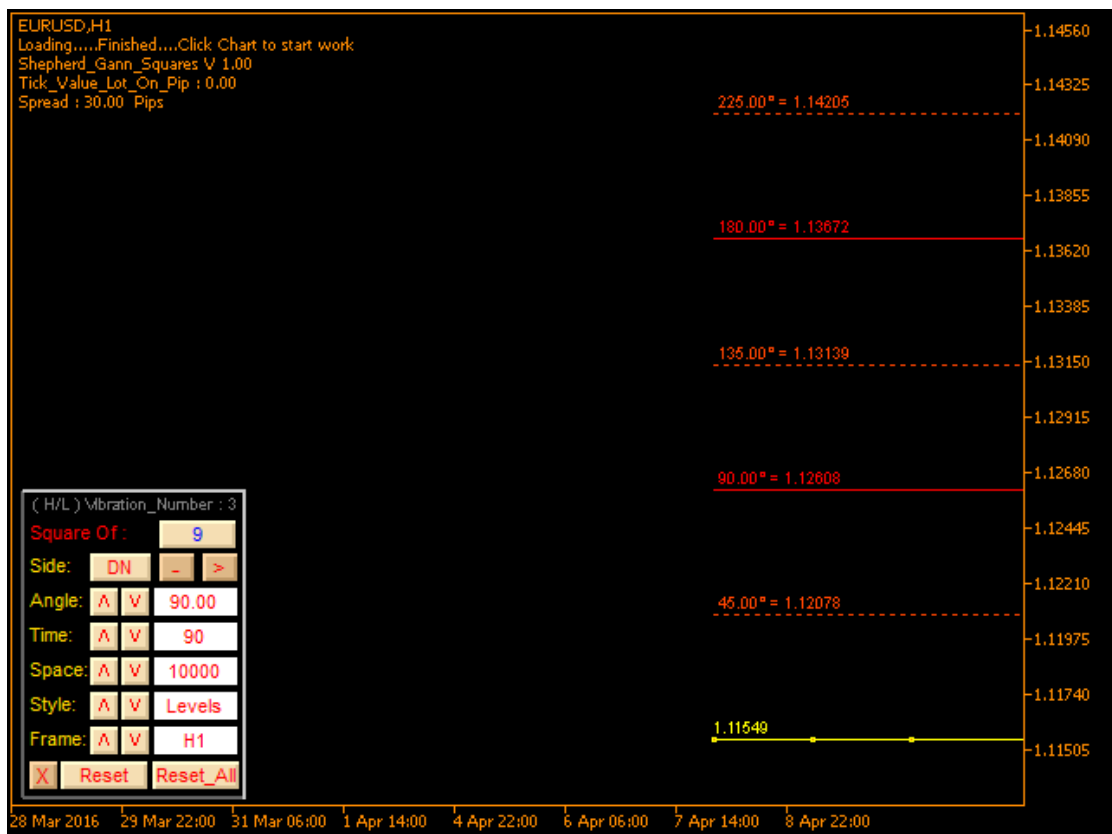 EURUSD,H1
Loading.....Finished....Click Chart to start work
Shepherd_Gann_Squares V 1.00
Tick_Value_Lot_On_Pip : 0.00
Spread : 30.00 Pips
1.14560
1.14325
225.00° = 1.14205
1.14090
1.13855
180.00° = 1.13672
1.13620
1.13385
135.00° = 1.13139
1.13150
1.12915
90.00° = 1.12608
1.12680
1.12445
1.12210
45.00° = 1.12078
1.11975
1.11740
1.11549
1.11505
( H/L ) Vibration_Number : 3
Square Of : 9
Side: DN - >
Angle: Λ V 90.00
Time: Λ V 90
Space: Λ V 10000
Style: Λ V Levels
Frame: Λ V H1
X Reset Reset_All
28 Mar 2016 29 Mar 22:00 31 Mar 06:00 1 Apr 14:00 4 Apr 22:00 6 Apr 06:00 7 Apr 14:00 8 Apr 22:00